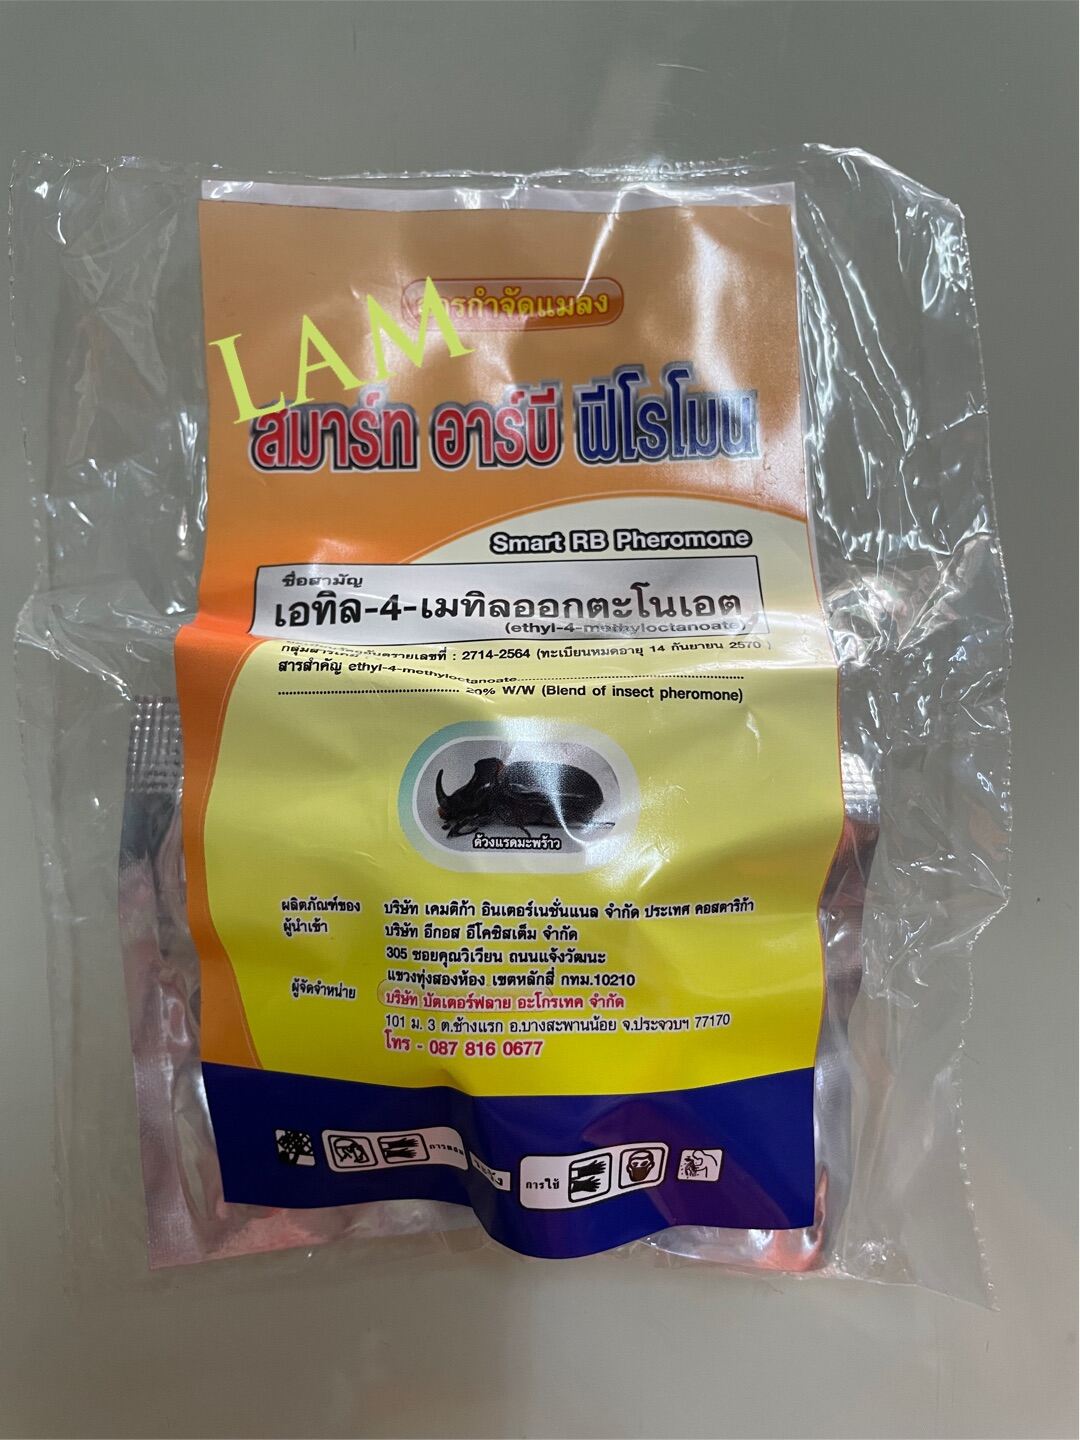 LAM
สารกำจัดแมลง
สมาร์ท อาร์บี ฟีโรโมน
Smart RB Pheromone
ชื่อสามัญ
เอทิล-4-เมทิลออกตะโนเอต
(ethyl-4-methyloctanoate)
: 2714-2564 (ทะเบียนหมดอายุ 14 กันยายน 2570 )
สารสำคัญ ethyl-4-methyloctanoate
20% W/W (Blend of insect pheromone)
ด้วงแรดมะพร้าว
ผลิตภัณฑ์ของ บริษัท เคมติก้า อินเตอร์เนชั่นแนล จำกัด ประเทศ คอสตาริก้า
ผู้นำเข้า บริษัท อีกอส อีโคซิสเต็ม จำกัด
305 ซอยคุณวิเวียน ถนนแจ้งวัฒนะ
แขวงทุ่งสองห้อง เขตหลักสี่ กทม.10210
ผู้จัดจำหน่าย บริษัท บัตเตอร์ฟลาย อะโกรเทค จำกัด
101 ม. 3 ต.ช้างแรก อ.บางสะพานน้อย จ.ประจวบฯ 77170
โทร - 087 816 0677
การผสม การใช้